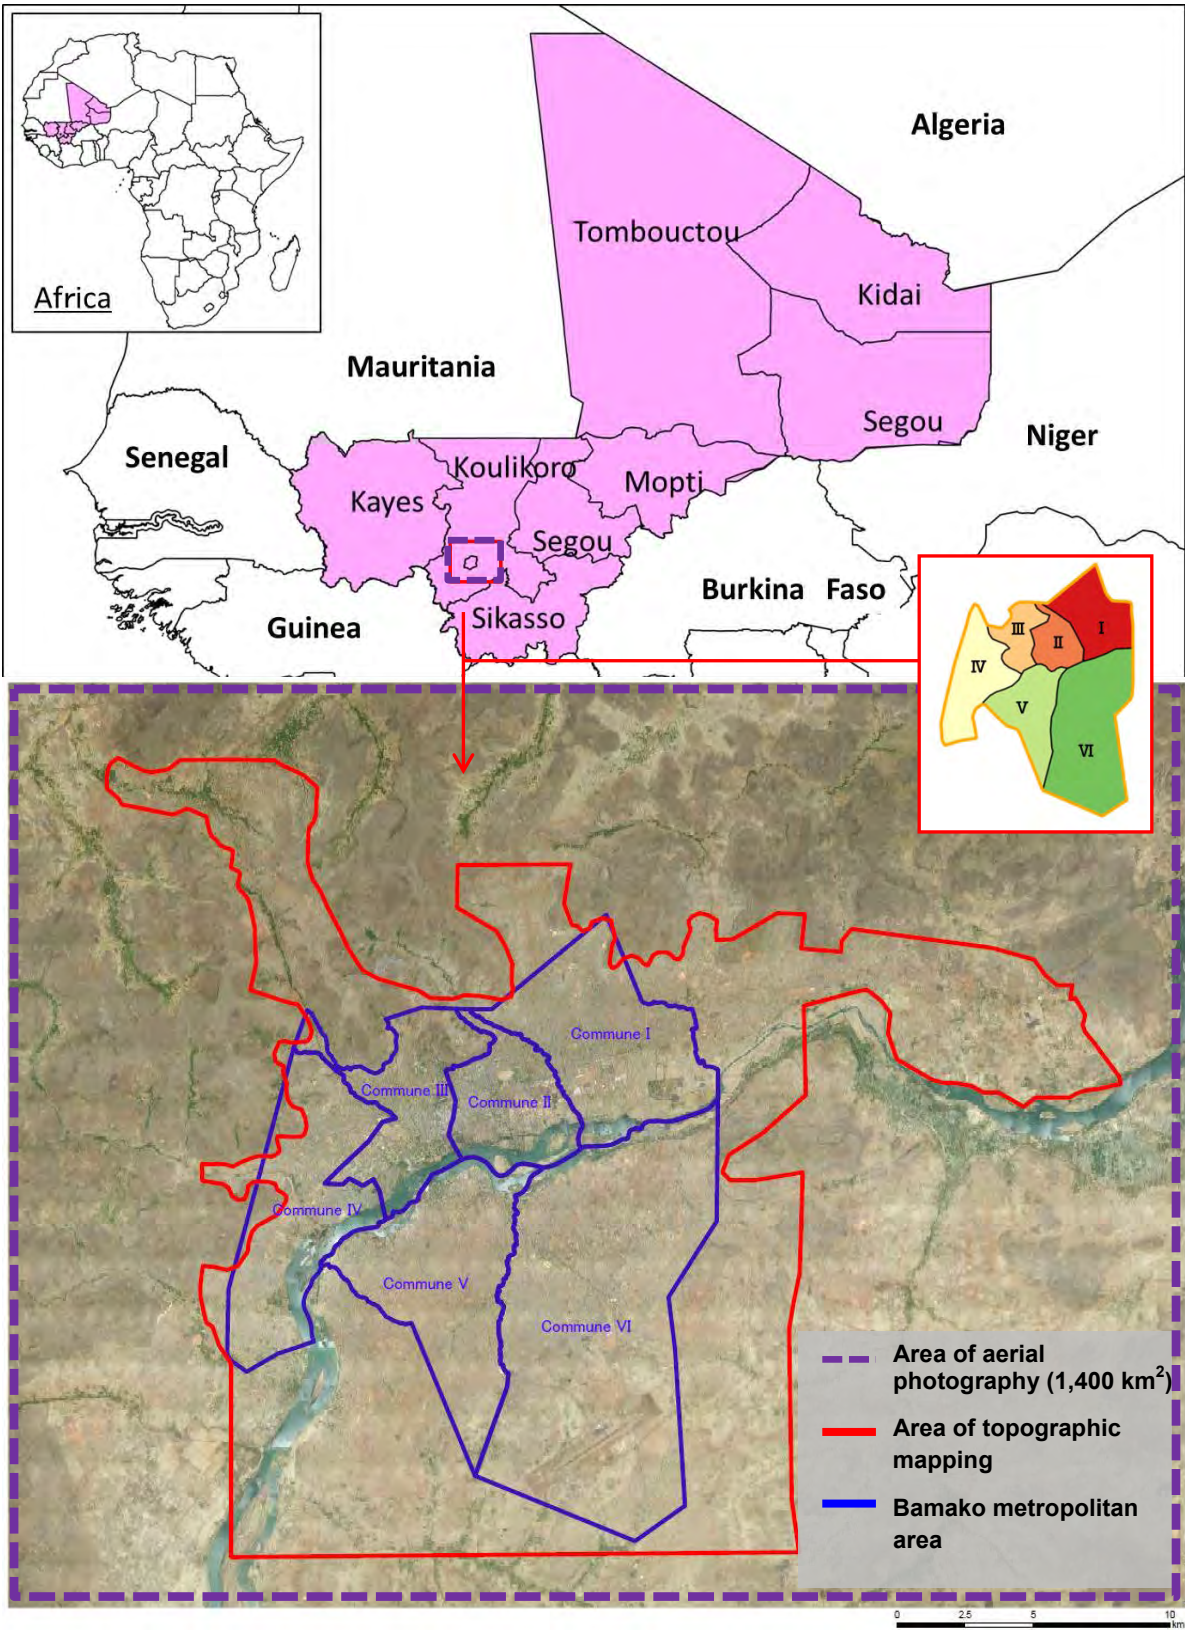 Africa
Algeria
Tombouctou
Kidai
Mauritania
Segou
Niger
Senegal
Koulikoro
Kayes
Mopti
Segou
Burkina Faso
Guinea
Sikasso
I
II
III
IV
V
VI
Commune I
Commune III
Commune II
Commune IV
Commune V
Commune VI
Area of aerial
photography (1,400 km²)
Area of topographic
mapping
Bamako metropolitan
area
0 2.5 5 10
km